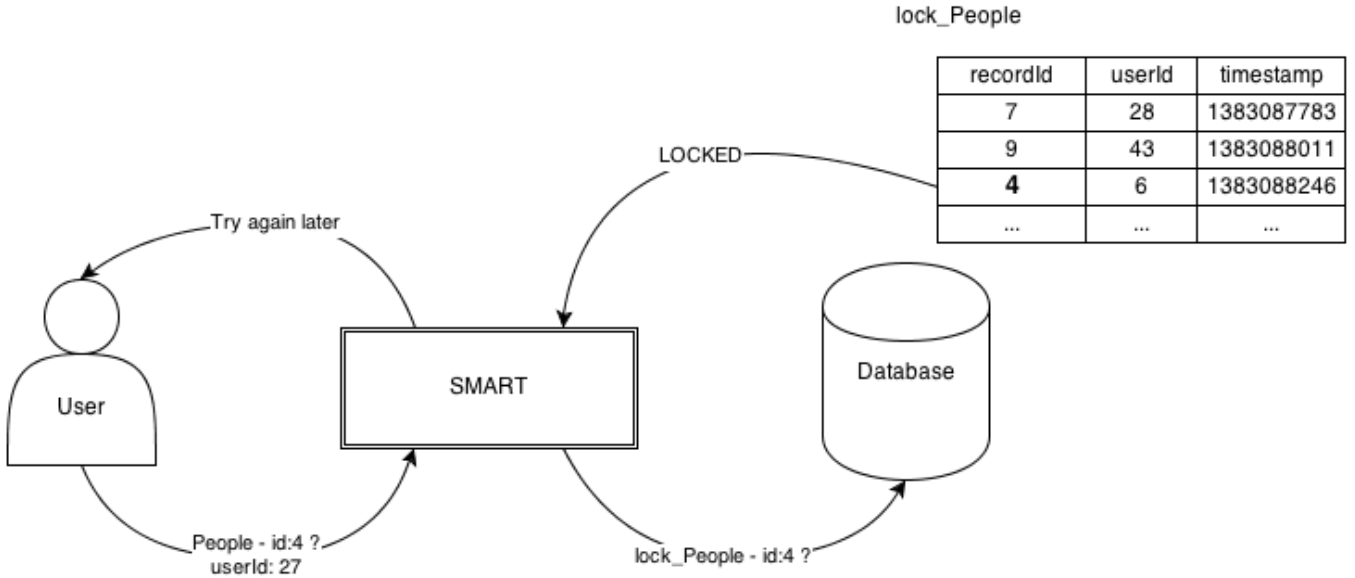 lock_People
recordId userId timestamp
7 28 1383087783
9 43 1383088011
4 6 1383088246
... ... ...
LOCKED
Try again later
User
SMART
Database
People - id:4 ?
userId: 27
lock_People - id:4 ?